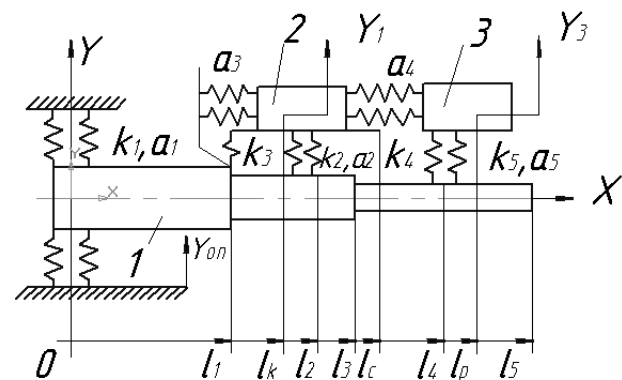 Y 2 Y₁ 3 Y₃
a₃ a₄
k₁, a₁ k₃ k₂, a₂ k₄ k₅, a₅
Y
X X
1 Yоп
0 l₁ lₖ l₂ l₃ l_c l₄ lₚ l₅